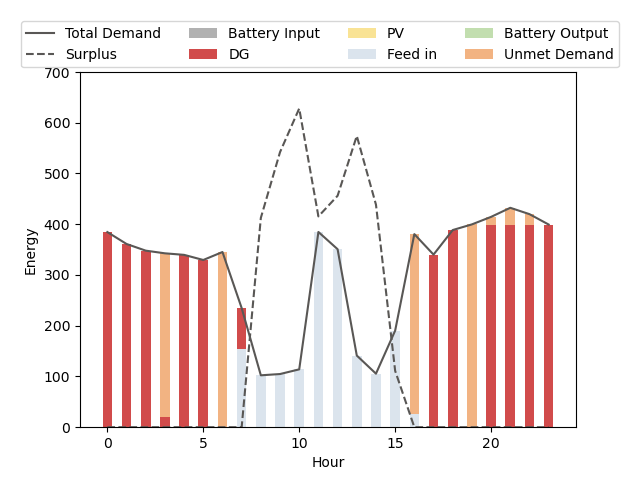 Total Demand
Surplus
Battery Input
DG
PV
Feed in
Battery Output
Unmet Demand
700
600
500
400
300
200
100
0
Energy
0
5
10
15
20
Hour